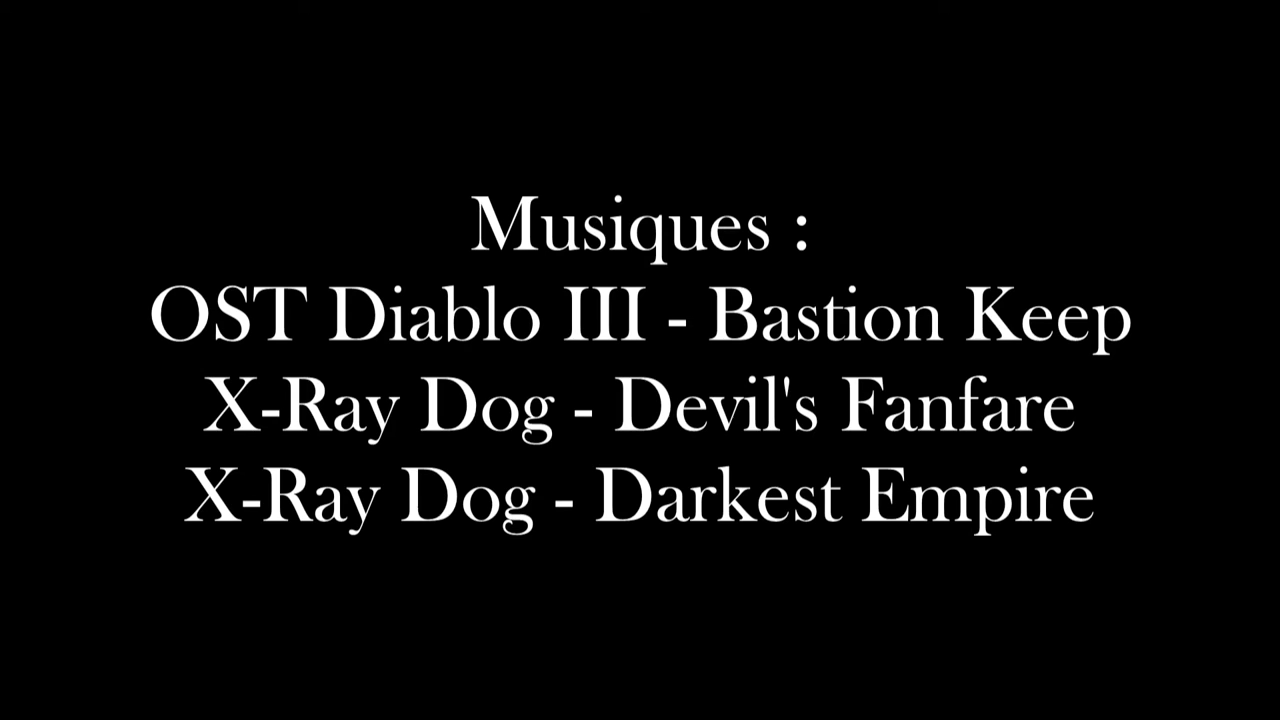 Musiques :
OST Diablo III - Bastion Keep
X-Ray Dog - Devil's Fanfare
X-Ray Dog - Darkest Empire